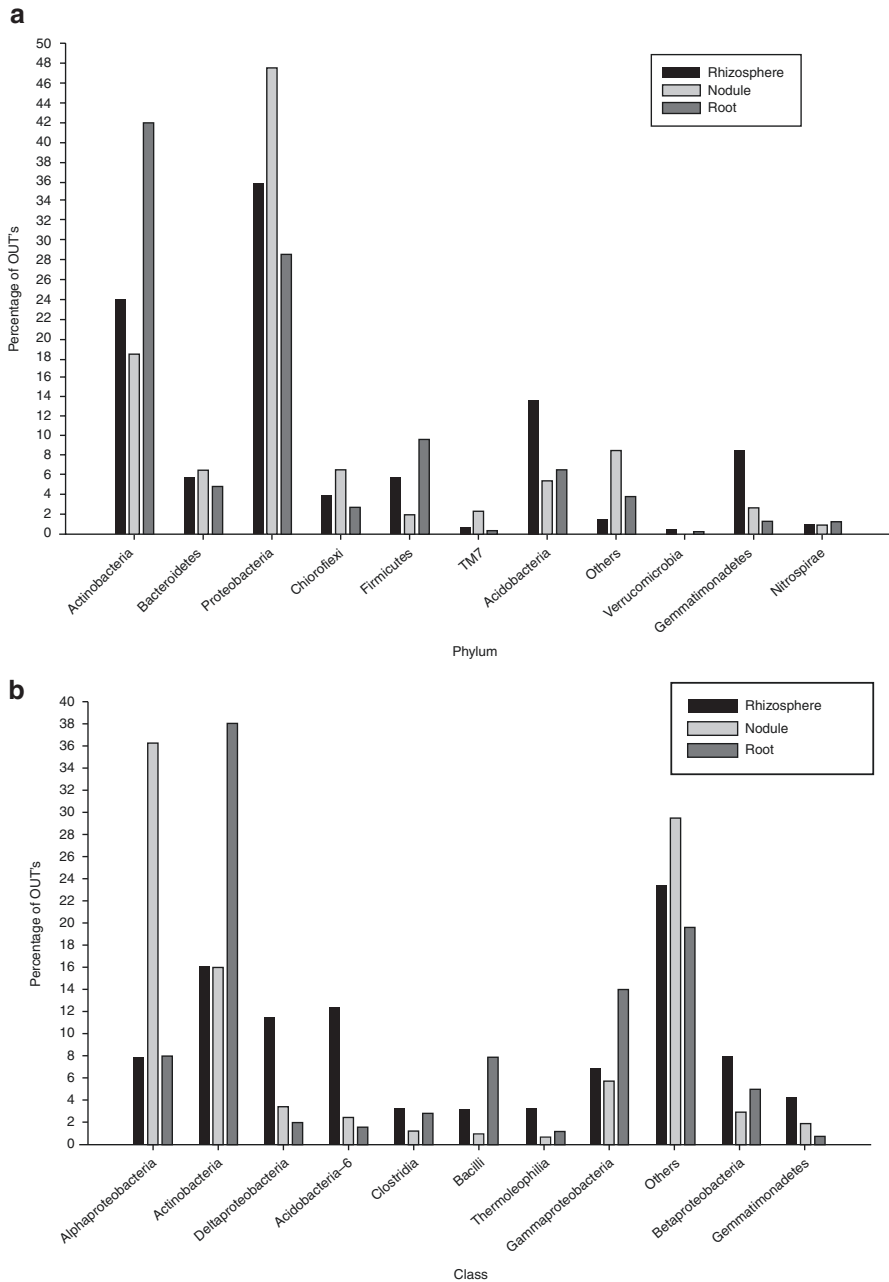 a
50
48
46
44
42
40
38
36
34
32
30
28
26
24
22
20
18
16
14
12
10
8
6
4
2
0
Percentage of OUT's
Rhizosphere
Nodule
Root
Actinobacteria
Bacteroidetes
Proteobacteria
Chioroflexi
Firmicutes
TM7
Acidobacteria
Others
Verrucomicrobia
Gemmatimonadetes
Nitrospirae
Phylum
b
40
38
36
34
32
30
28
26
24
22
20
18
16
14
12
10
8
6
4
2
0
Percentage of OUT's
Rhizosphere
Nodule
Root
Alphaproteobacteria
Actinobacteria
Deltaproteobacteria
Acidobacteria–6
Clostridia
Bacilli
Thermoleophilia
Gammaproteobacteria
Others
Betaproteobacteria
Gemmatimonadetes
Class